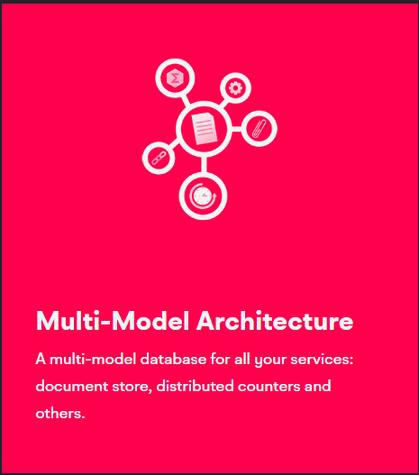 Multi-Model Architecture
A multi-model database for all your services:
document store, distributed counters and
others.